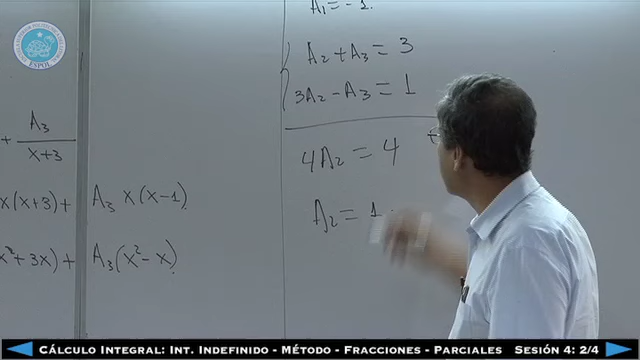 ESPOL
+ A₃/(x+3)
x(x+3) + A₃ x(x-1)
x²+3x) + A₃(x²-x)
A₁ = -1.
A₂ + A₃ = 3
3A₂ - A₃ = 1
4A₂ = 4
A₂ = 1.
CÁLCULO INTEGRAL: INT. INDEFINIDO - MÉTODO - FRACCIONES - PARCIALES SESIÓN 4: 2/4